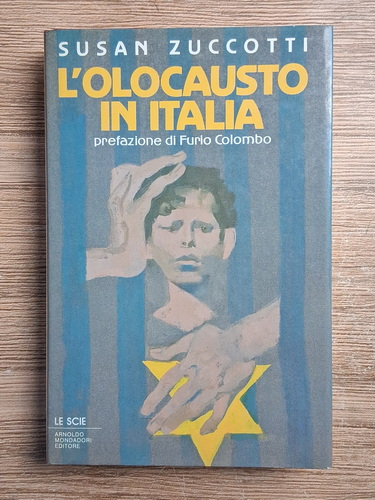 SUSAN ZUCCOTTI
L'OLOCAUSTO
IN ITALIA
prefazione di Furio Colombo
LE SCIE
ARNOLDO
MONDADORI
EDITORE